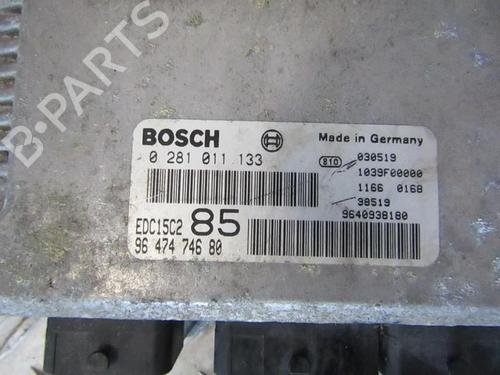 B-PARTS
BOSCH
Made in Germany
0 281 011 133
810
030519
1039F00000
1166 0168
38519
9640938180
EDC15C2 85
96 474 746 80